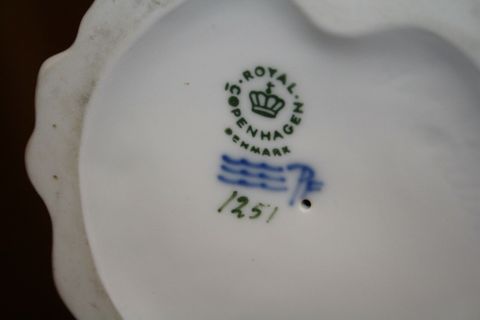 ROYAL
COPENHAGEN
DENMARK
1251